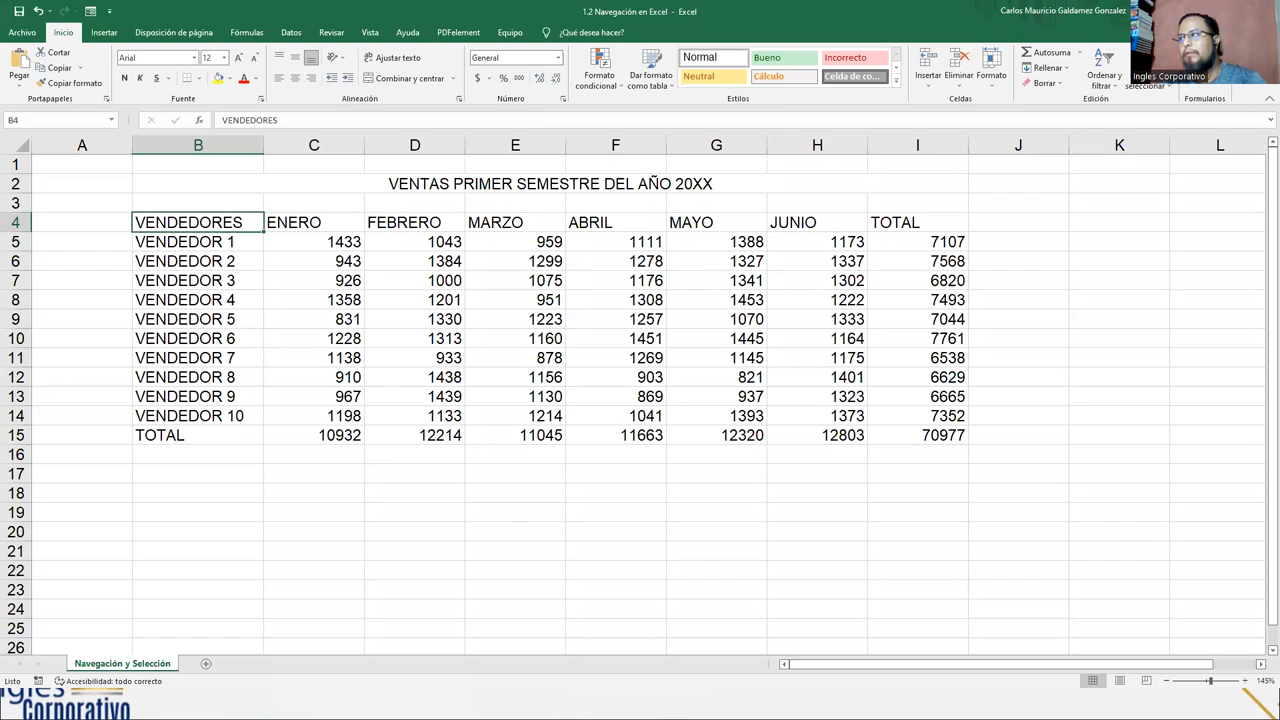 1.2 Navegación en Excel - Excel
Carlos Mauricio Galdamez Gonzalez
Archivo Inicio Insertar Disposición de página Fórmulas Datos Revisar Vista Ayuda PDFelement Equipo ¿Qué desea hacer?
Pegar
Cortar
Copiar
Copiar formato
Portapapeles
Arial 12
N K S
Fuente
Ajustar texto
Combinar y centrar
Alineación
General
$ % 000
Número
Formato condicional
Dar formato como tabla
Normal Bueno Incorrecto
Neutral Cálculo Celda de co...
Estilos
Insertar Eliminar Formato
Celdas
Autosuma
Rellenar
Borrar
Ordenar y filtrar
seleccionar
Edición
Formularios
Ingles Corporativo
B4 fx VENDEDORES
A B C D E F G H I J K L
1
2 VENTAS PRIMER SEMESTRE DEL AÑO 20XX
3
4 VENDEDORES ENERO FEBRERO MARZO ABRIL MAYO JUNIO TOTAL
5 VENDEDOR 1 1433 1043 959 1111 1388 1173 7107
6 VENDEDOR 2 943 1384 1299 1278 1327 1337 7568
7 VENDEDOR 3 926 1000 1075 1176 1341 1302 6820
8 VENDEDOR 4 1358 1201 951 1308 1453 1222 7493
9 VENDEDOR 5 831 1330 1223 1257 1070 1333 7044
10 VENDEDOR 6 1228 1313 1160 1451 1445 1164 7761
11 VENDEDOR 7 1138 933 878 1269 1145 1175 6538
12 VENDEDOR 8 910 1438 1156 903 821 1401 6629
13 VENDEDOR 9 967 1439 1130 869 937 1323 6665
14 VENDEDOR 10 1198 1133 1214 1041 1393 1373 7352
15 TOTAL 10932 12214 11045 11663 12320 12803 70977
16
17
18
19
20
21
22
23
24
25
26
Navegación y Selección
Listo Accesibilidad: todo correcto 145%
Corporativo